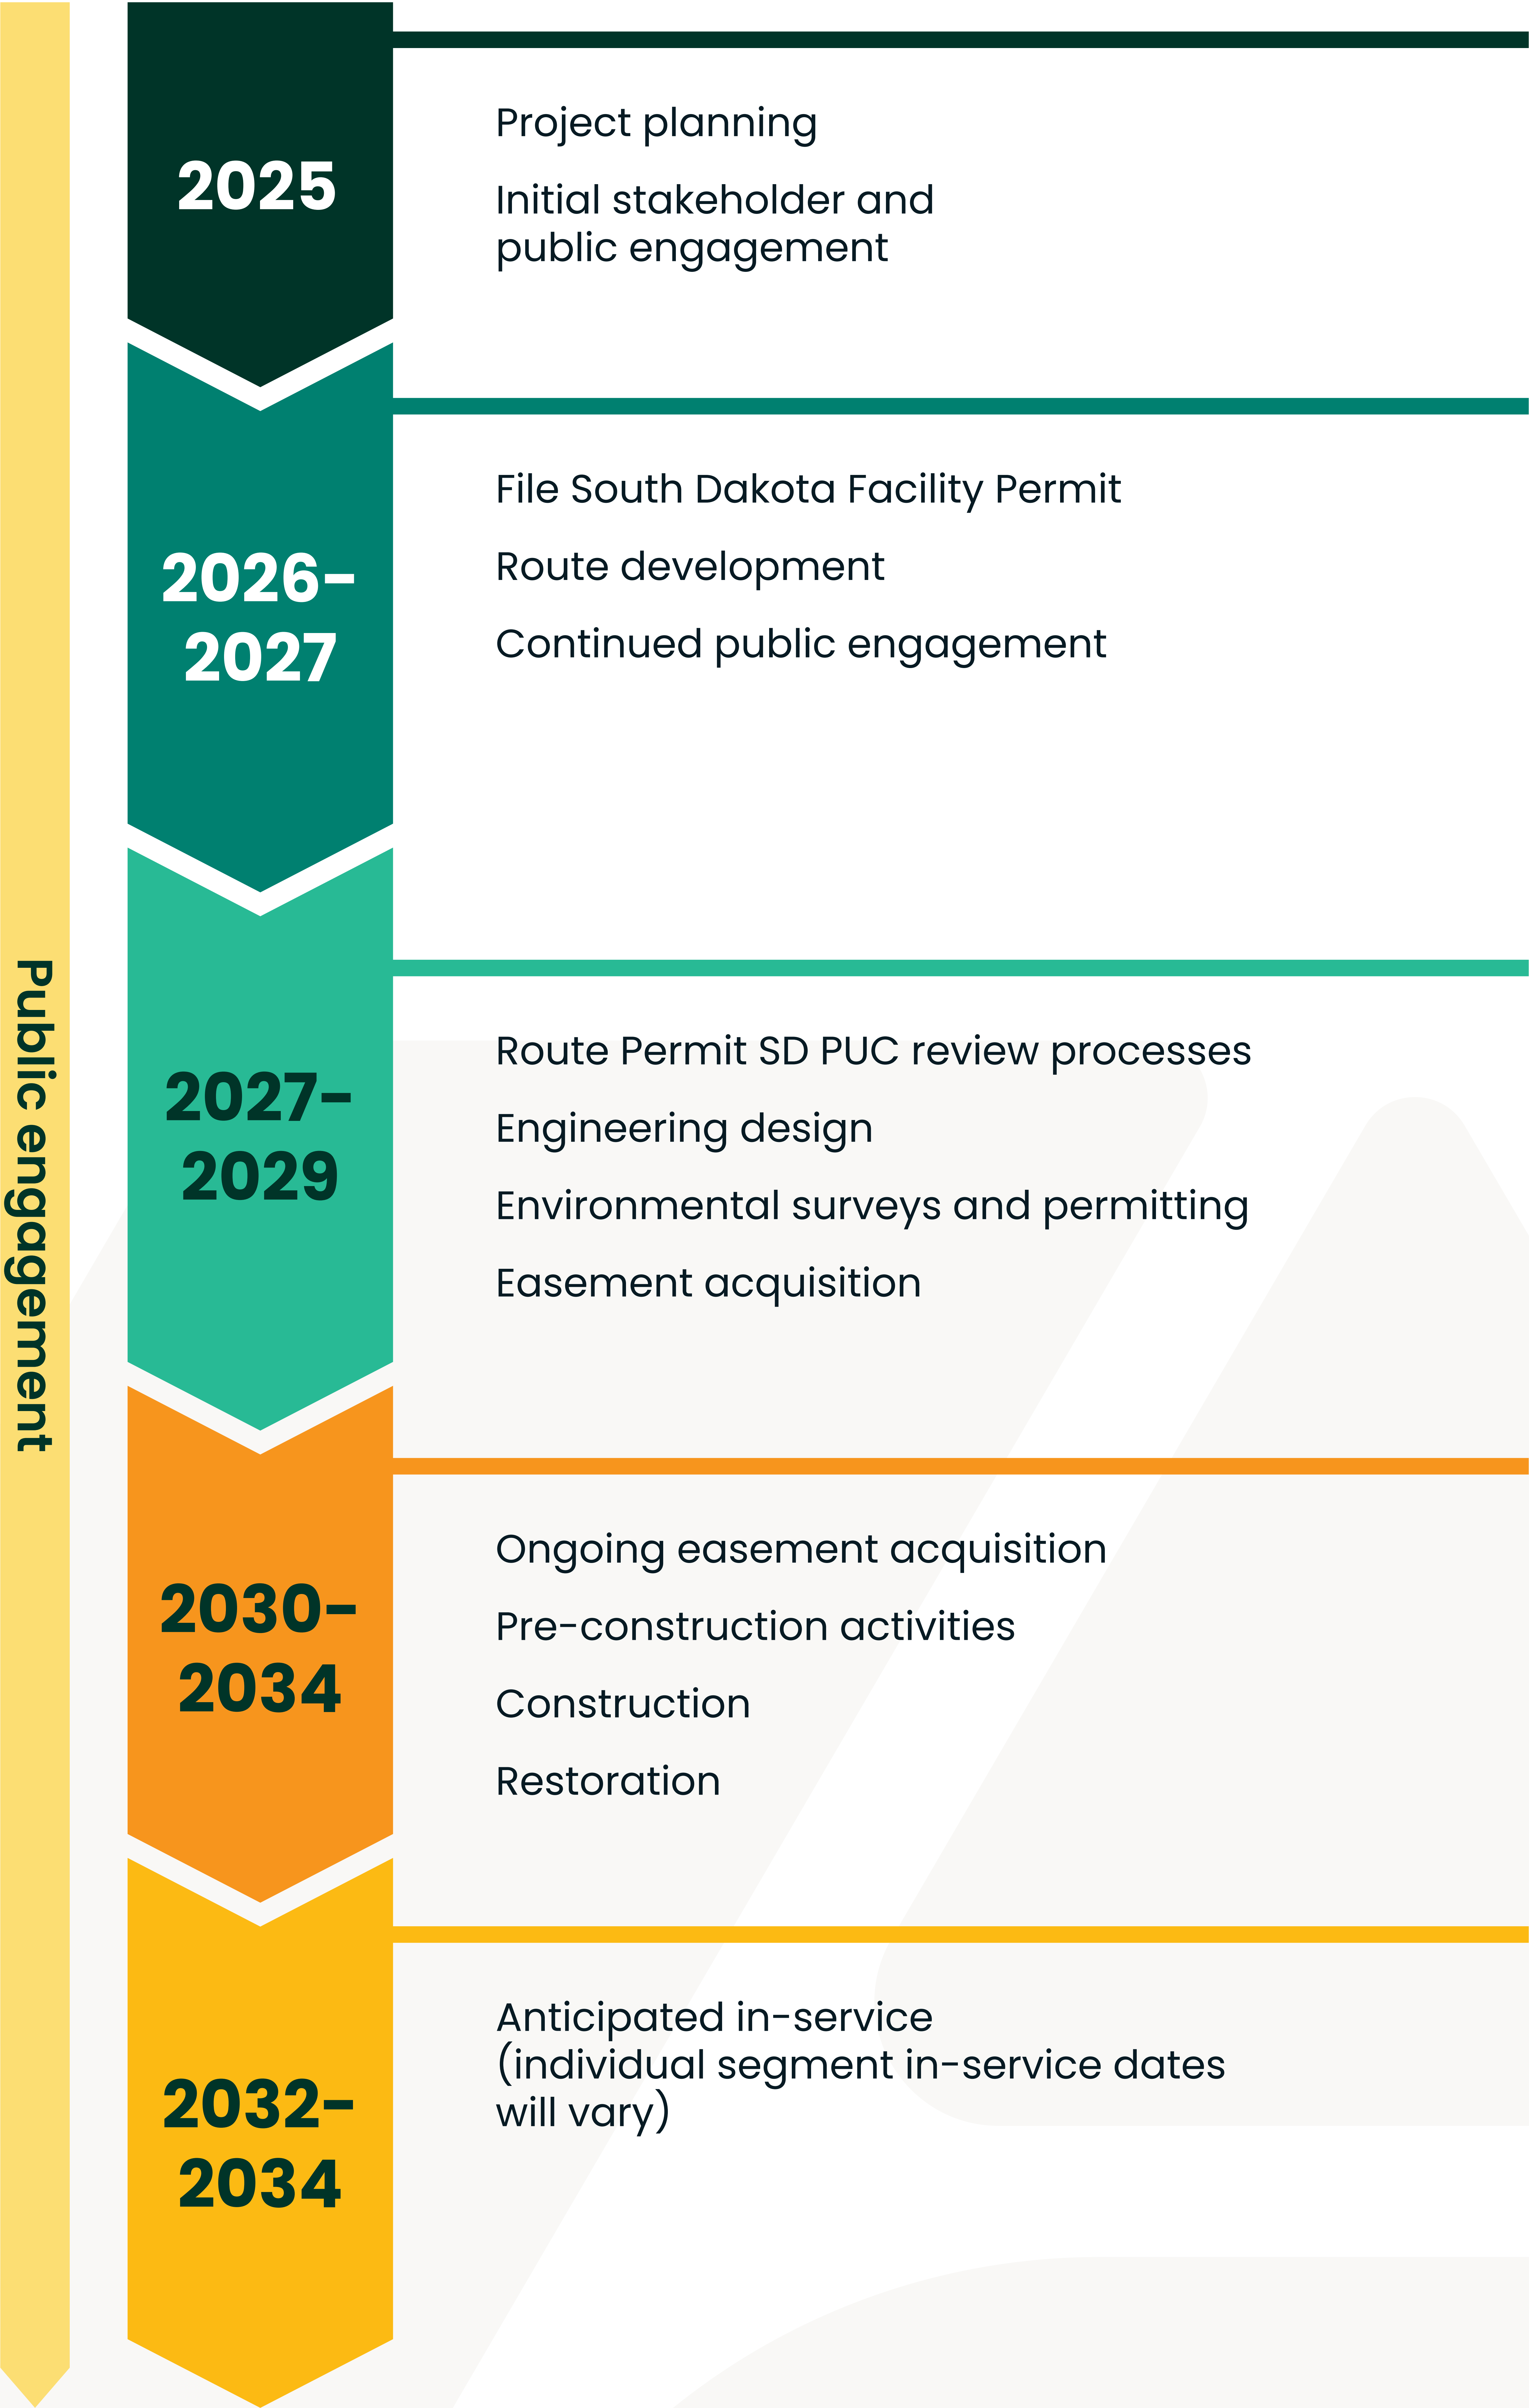 Public engagement
2025
Project planning
Initial stakeholder and
public engagement
2026–
2027
File South Dakota Facility Permit
Route development
Continued public engagement
2027–
2029
Route Permit SD PUC review processes
Engineering design
Environmental surveys and permitting
Easement acquisition
2030–
2034
Ongoing easement acquisition
Pre-construction activities
Construction
Restoration
2032–
2034
Anticipated in-service
(individual segment in-service dates
will vary)